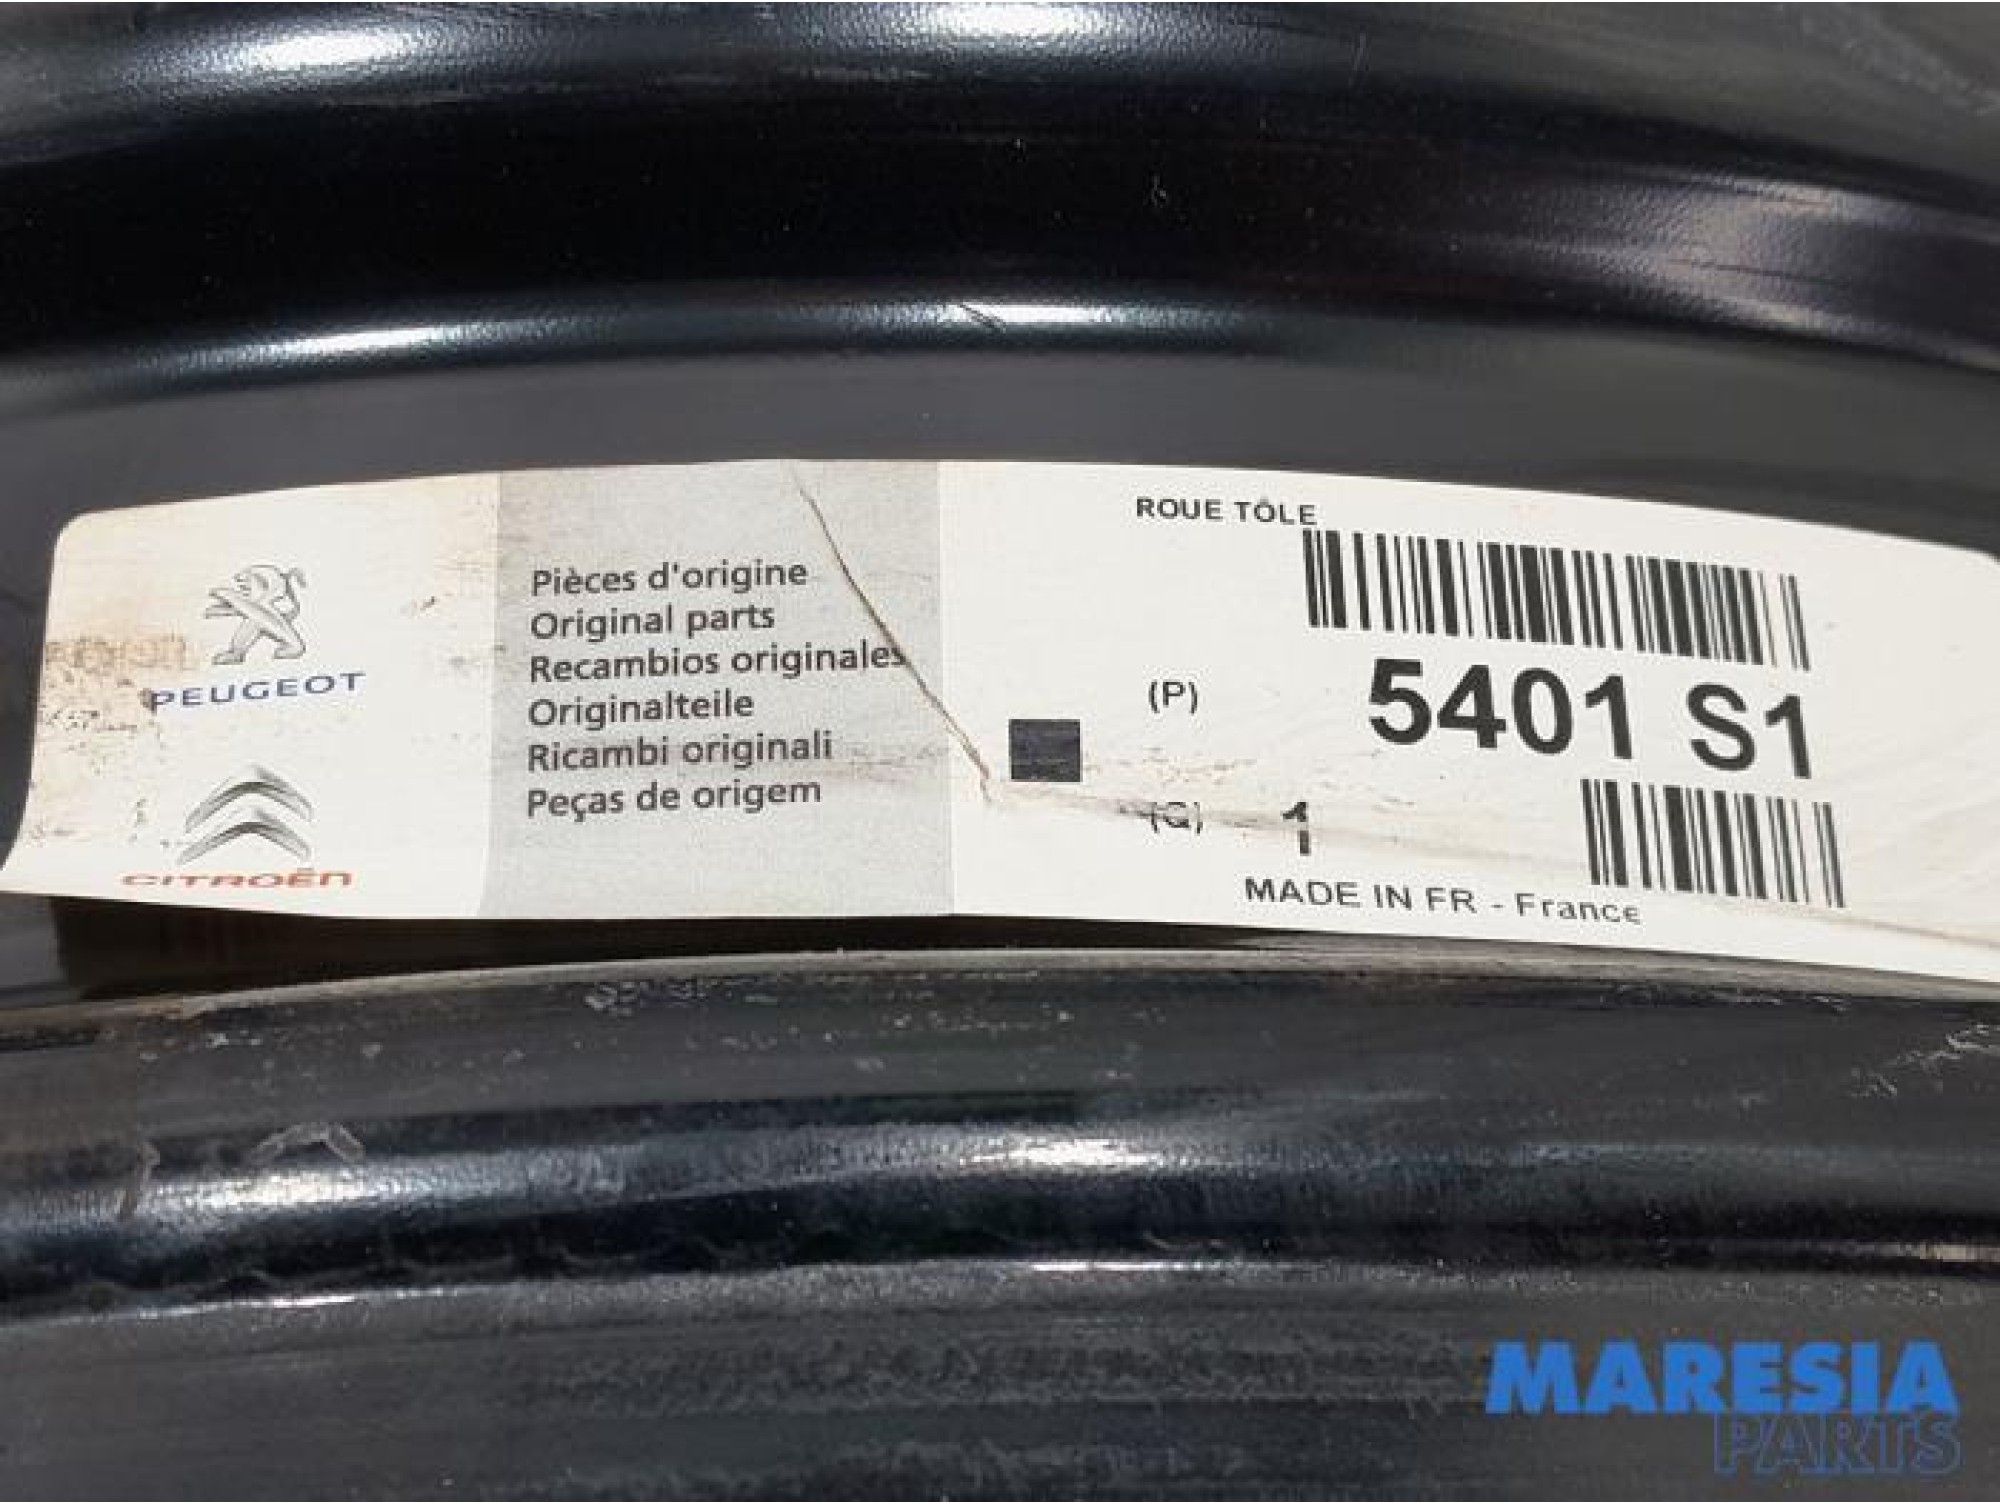 PEUGEOT
CITROËN
Pièces d'origine
Original parts
Recambios originales
Originalteile
Ricambi originali
Peças de origem
ROUE TÔLE
(P) 5401 S1
(Q) 1
MADE IN FR - France
MARESIA
PARTS